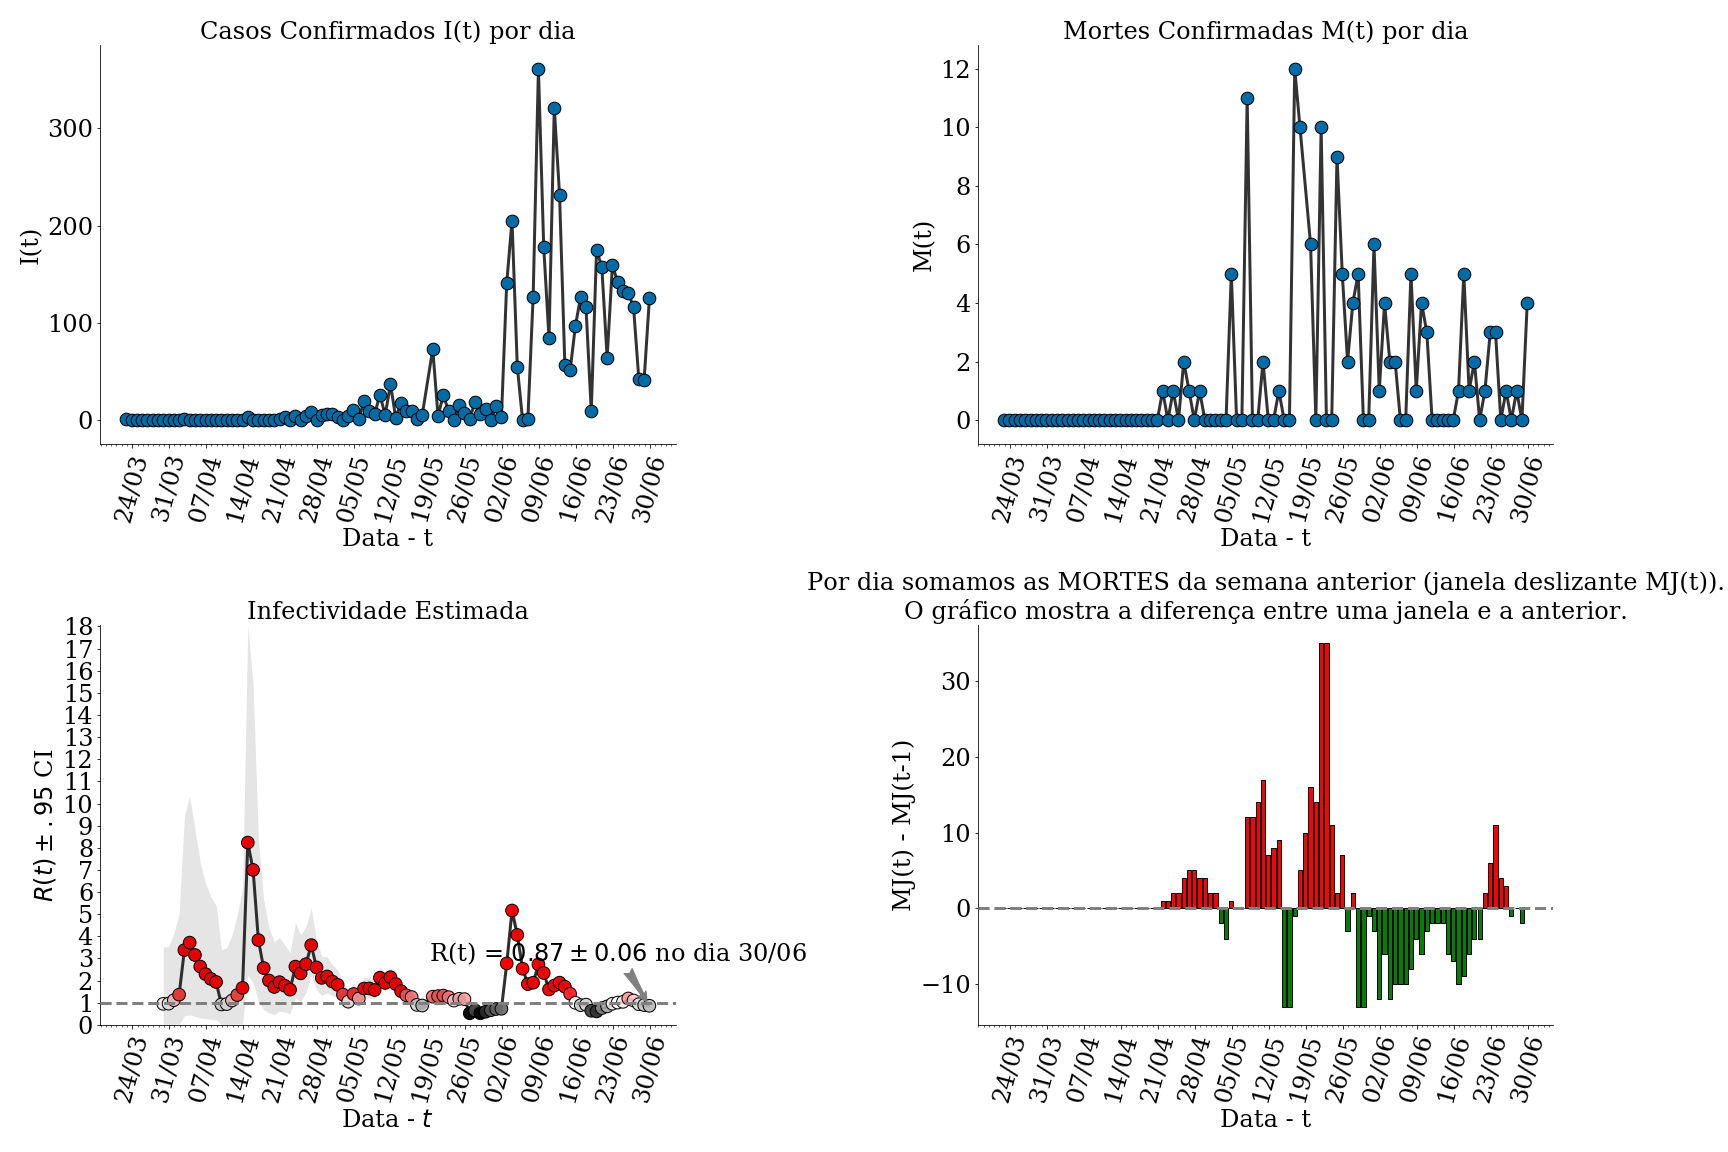 Casos Confirmados I(t) por dia
I(t)
300
200
100
0
24/03 31/03 07/04 14/04 21/04 28/04 05/05 12/05 19/05 26/05 02/06 09/06 16/06 23/06 30/06
Data - t
Mortes Confirmadas M(t) por dia
M(t)
12
10
8
6
4
2
0
24/03 31/03 07/04 14/04 21/04 28/04 05/05 12/05 19/05 26/05 02/06 09/06 16/06 23/06 30/06
Data - t
Infectividade Estimada
R(t) ± .95 CI
18
17
16
15
14
13
12
11
10
9
8
7
6
5
4
3
2
1
0
R(t) = 0.87 ± 0.06 no dia 30/06
24/03 31/03 07/04 14/04 21/04 28/04 05/05 12/05 19/05 26/05 02/06 09/06 16/06 23/06 30/06
Data - t
Por dia somamos as MORTES da semana anterior (janela deslizante MJ(t)).
O gráfico mostra a diferença entre uma janela e a anterior.
MJ(t) - MJ(t-1)
30
20
10
0
−10
24/03 31/03 07/04 14/04 21/04 28/04 05/05 12/05 19/05 26/05 02/06 09/06 16/06 23/06 30/06
Data - t